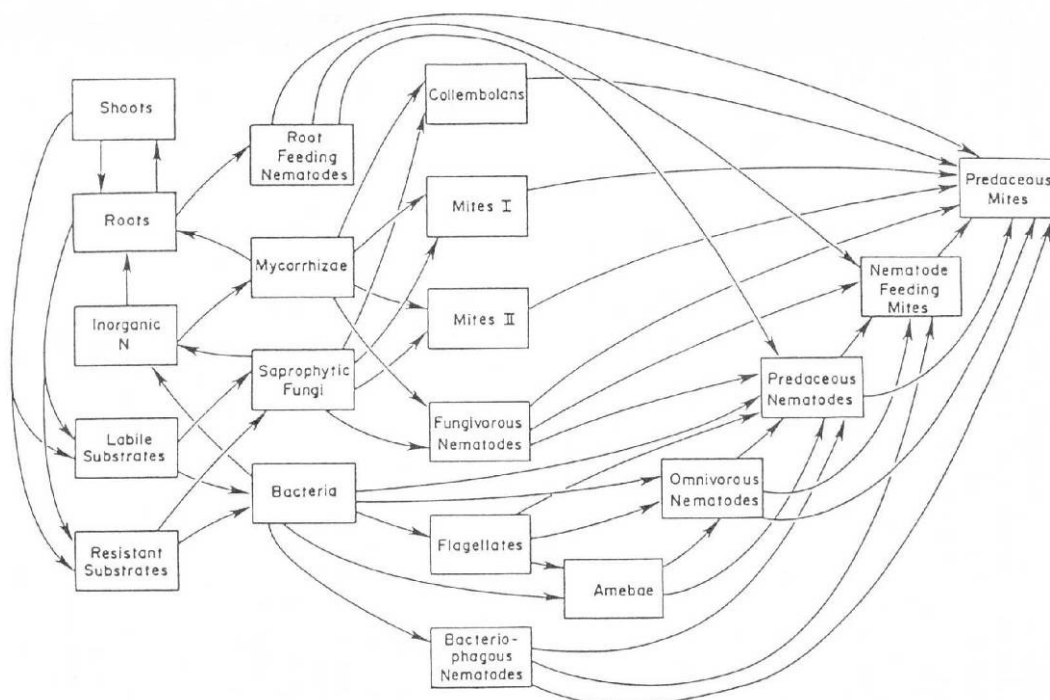 Shoots
Roots
Inorganic
N
Labile
Substrates
Resistant
Substrates
Root
Feeding
Nematodes
Mycorrhizae
Saprophytic
Fungi
Bacteria
Collembolans
Mites I
Mites II
Fungivorous
Nematodes
Flagellates
Amebae
Bacterio-
phagous
Nematodes
Omnivorous
Nematodes
Predaceous
Nematodes
Nematode
Feeding
Mites
Predaceous
Mites